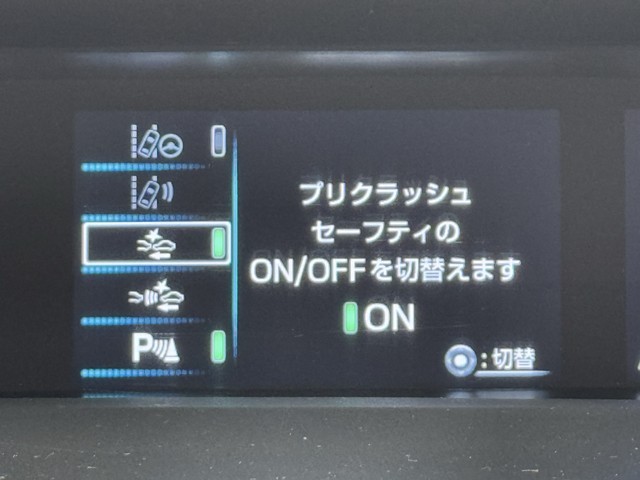 プリクラッシュ
セーフティの
ON/OFFを切替えます
ON
P
:切替